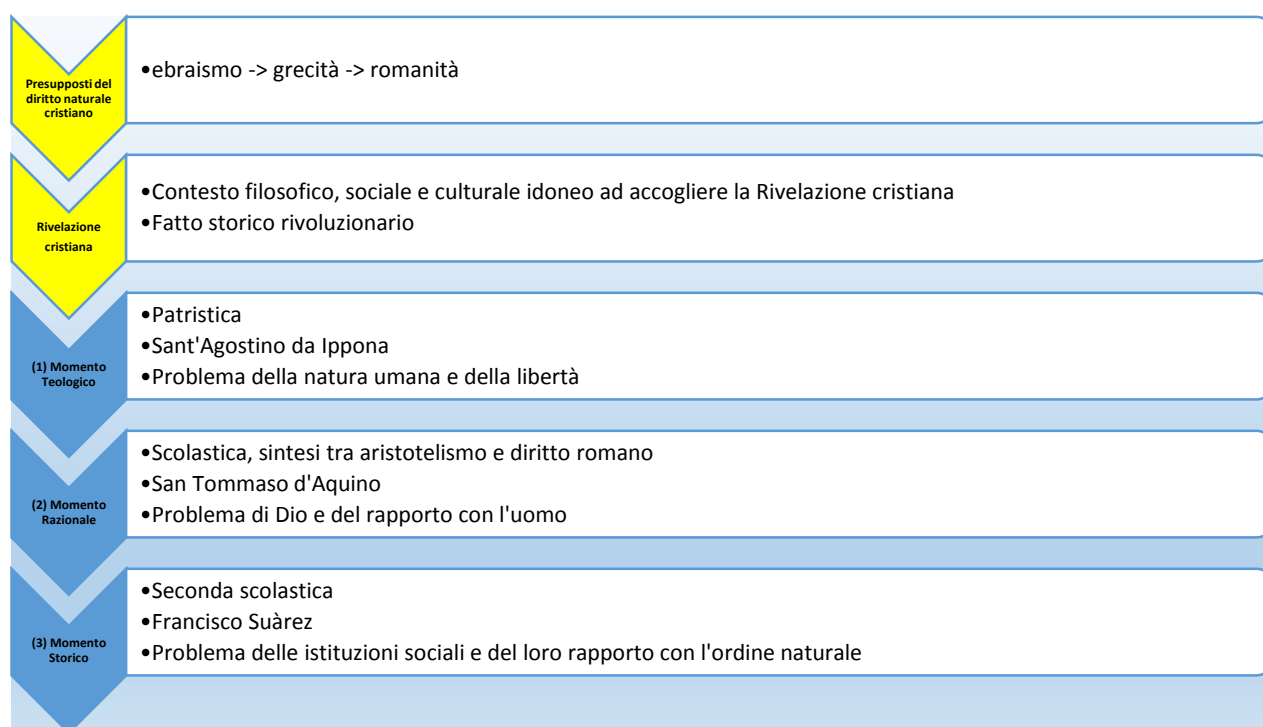 Presupposti del
diritto naturale
cristiano
•ebraismo -> grecità -> romanità
Rivelazione
cristiana
•Contesto filosofico, sociale e culturale idoneo ad accogliere la Rivelazione cristiana
•Fatto storico rivoluzionario
(1) Momento
Teologico
•Patristica
•Sant'Agostino da Ippona
•Problema della natura umana e della libertà
(2) Momento
Razionale
•Scolastica, sintesi tra aristotelismo e diritto romano
•San Tommaso d'Aquino
•Problema di Dio e del rapporto con l'uomo
(3) Momento
Storico
•Seconda scolastica
•Francisco Suàrez
•Problema delle istituzioni sociali e del loro rapporto con l'ordine naturale